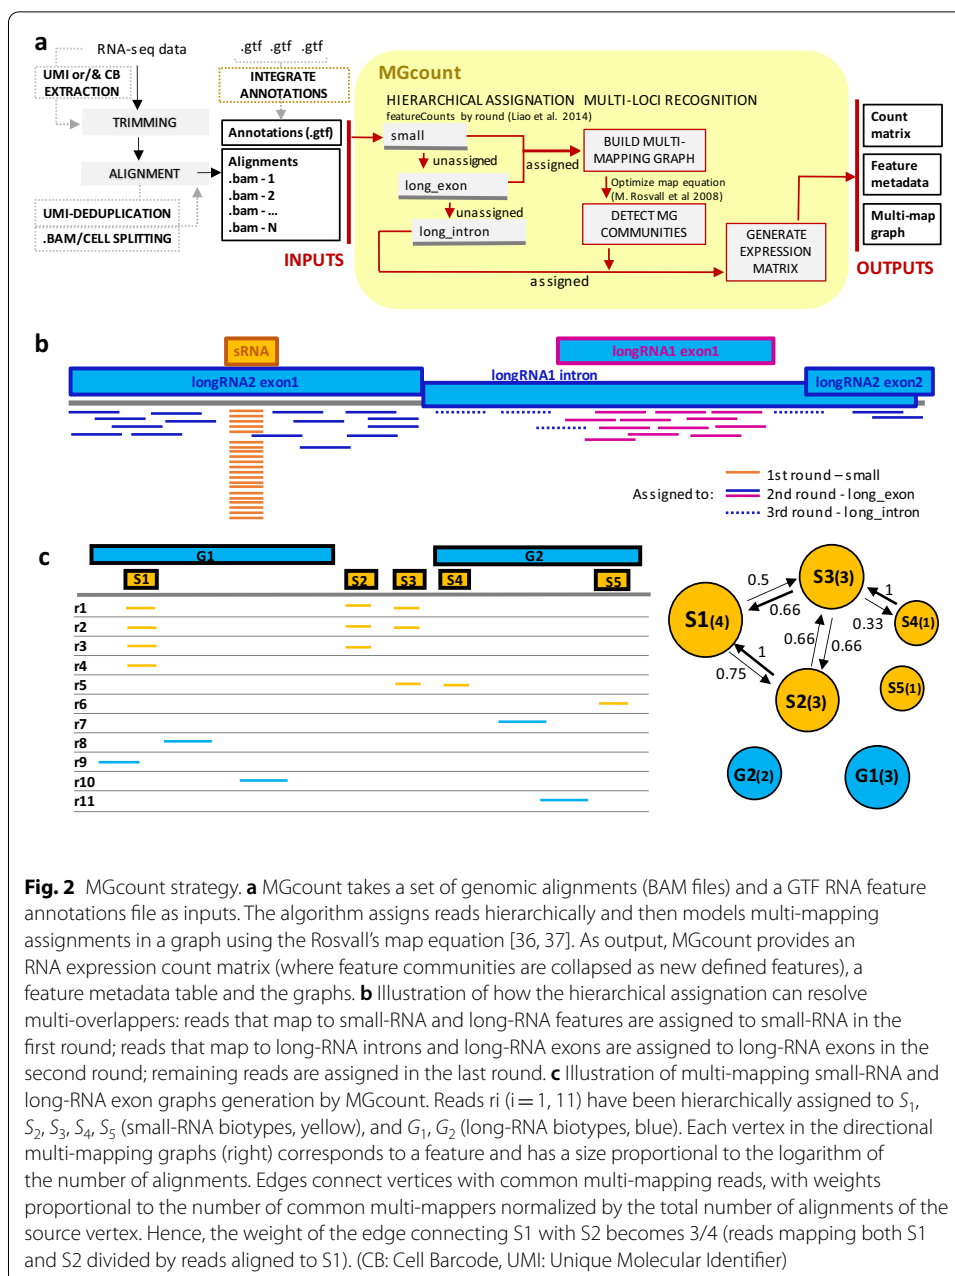 a
RNA-seq data
.gtf .gtf .gtf
UMI or/& CB
EXTRACTION
INTEGRATE
ANNOTATIONS
TRIMMING
ALIGNMENT
UMI-DEDUPLICATION
.BAM/CELL SPLITTING
Annotations (.gtf)
Alignments
.bam - 1
.bam - 2
.bam - ...
.bam - N
INPUTS
MGcount
HIERARCHICAL ASSIGNATION MULTI-LOCI RECOGNITION
featureCounts by round (Liao et al. 2014)
small
unassigned
assigned
long_exon
unassigned
long_intron
BUILD MULTI-
MAPPING GRAPH
Optimize map equation
(M. Rosvall et al 2008)
DETECT MG
COMMUNITIES
assigned
GENERATE
EXPRESSION
MATRIX
Count
matrix
Feature
metadata
Multi-map
graph
OUTPUTS
b
sRNA
longRNA1 exon1
longRNA2 exon1
longRNA1 intron
longRNA2 exon2
Assigned to:
1st round – small
2nd round - long_exon
3rd round - long_intron
c
G1
G2
S1
S2
S3
S4
S5
r1
r2
r3
r4
r5
r6
r7
r8
r9
r10
r11
S1(4)
S3(3)
S4(1)
S2(3)
S5(1)
G2(2)
G1(3)
0.5
0.66
1
0.33
0.66
0.66
1
0.75
Fig. 2 MGcount strategy. a MGcount takes a set of genomic alignments (BAM files) and a GTF RNA feature
annotations file as inputs. The algorithm assigns reads hierarchically and then models multi-mapping
assignments in a graph using the Rosvall's map equation [36, 37]. As output, MGcount provides an
RNA expression count matrix (where feature communities are collapsed as new defined features), a
feature metadata table and the graphs. b Illustration of how the hierarchical assignation can resolve
multi-overlappers: reads that map to small-RNA and long-RNA features are assigned to small-RNA in the
first round; reads that map to long-RNA introns and long-RNA exons are assigned to long-RNA exons in the
second round; remaining reads are assigned in the last round. c Illustration of multi-mapping small-RNA and
long-RNA exon graphs generation by MGcount. Reads ri (i = 1, 11) have been hierarchically assigned to S1,
S2, S3, S4, S5 (small-RNA biotypes, yellow), and G1, G2 (long-RNA biotypes, blue). Each vertex in the directional
multi-mapping graphs (right) corresponds to a feature and has a size proportional to the logarithm of
the number of alignments. Edges connect vertices with common multi-mapping reads, with weights
proportional to the number of common multi-mappers normalized by the total number of alignments of the
source vertex. Hence, the weight of the edge connecting S1 with S2 becomes 3/4 (reads mapping both S1
and S2 divided by reads aligned to S1). (CB: Cell Barcode, UMI: Unique Molecular Identifier)